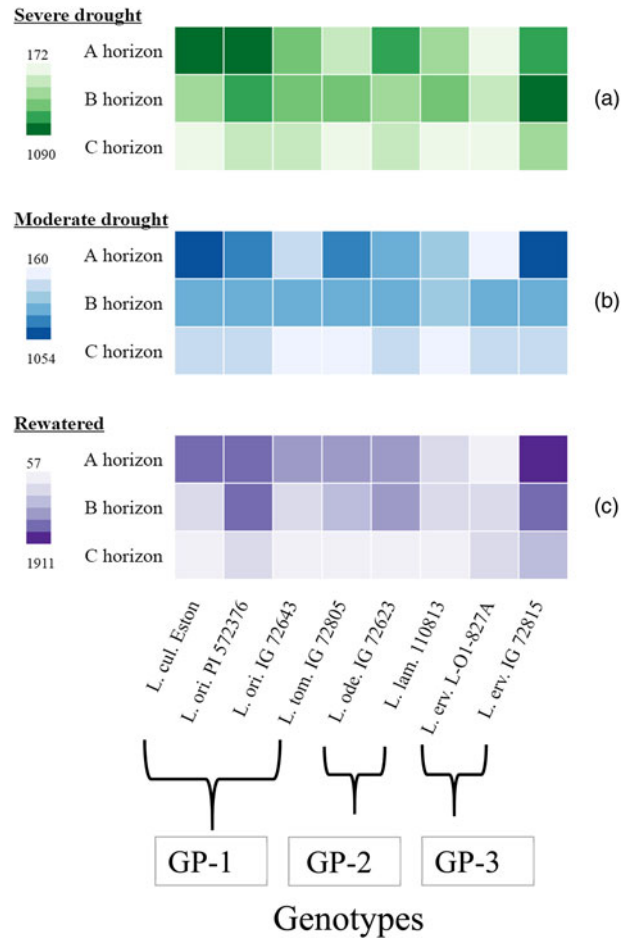 Severe drought
172
1090
A horizon
B horizon
C horizon
(a)
Moderate drought
160
1054
A horizon
B horizon
C horizon
(b)
Rewatered
57
1911
A horizon
B horizon
C horizon
(c)
L. cul. Eston
L. ori. PI 572376
L. ori. IG 72643
L. tom. IG 72805
L. ode. IG 72623
L. lam. 110813
L. erv. L-O1-827A
L. erv. IG 72815
GP-1
GP-2
GP-3
Genotypes